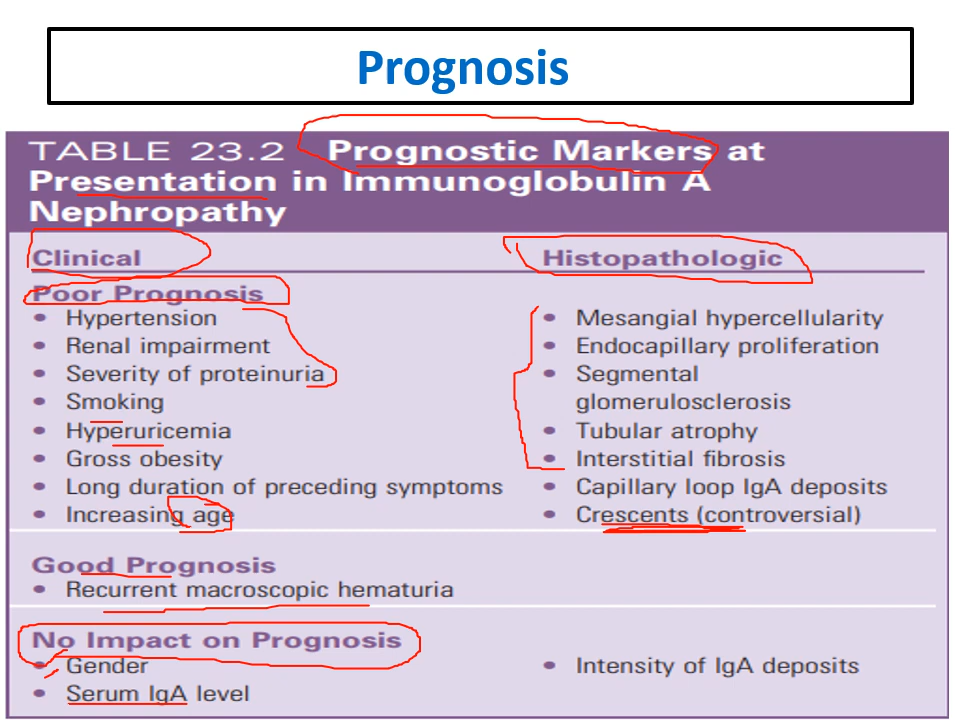 Prognosis
TABLE 23.2 Prognostic Markers at
Presentation in Immunoglobulin A
Nephropathy
Clinical Histopathologic
Poor Prognosis
• Hypertension • Mesangial hypercellularity
• Renal impairment • Endocapillary proliferation
• Severity of proteinuria • Segmental
• Smoking glomerulosclerosis
• Hyperuricemia • Tubular atrophy
• Gross obesity • Interstitial fibrosis
• Long duration of preceding symptoms • Capillary loop IgA deposits
• Increasing age • Crescents (controversial)
Good Prognosis
• Recurrent macroscopic hematuria
No Impact on Prognosis
• Gender • Intensity of IgA deposits
• Serum IgA level